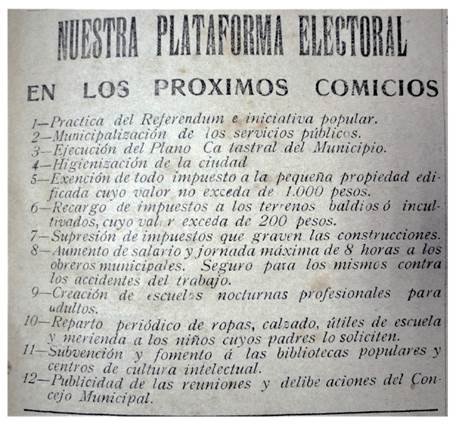 NUESTRA PLATAFORMA ELECTORAL
EN LOS PROXIMOS COMICIOS
1—Practica del Referendum e iniciativa popular.
2—Municipalización de los servicios públicos.
3—Ejecución del Plano Ca tastral del Municipio.
4—Higienización de la ciudad
5—Exención de todo impuesto a la pequeña propiedad edi-
ficada cuyo valor no exceda de 1.000 pesos.
6—Recargo de impuestos a los terrenos baldios ó incul-
tivados, cuyo val r exceda de 200 pesos.
7—Supresión de impuestos que graven las construcciones.
8—Aumento de salario y jornada máxima de 8 horas a los
obreros municipales. Seguro para los mismos contra
los accidentes del trabajo.
9—Creación de escuelas nocturnas profesionales para
adultos.
10—Reparto periódico de ropas, calzado, útiles de escuela
y merienda a los niños cuyos padres lo soliciten.
11—Subvención y fomento á las bibliotecas populares y
centros de cultura intelectual.
12—Publicidad de las reuniones y delibe aciones del Con-
cejo Municipal.